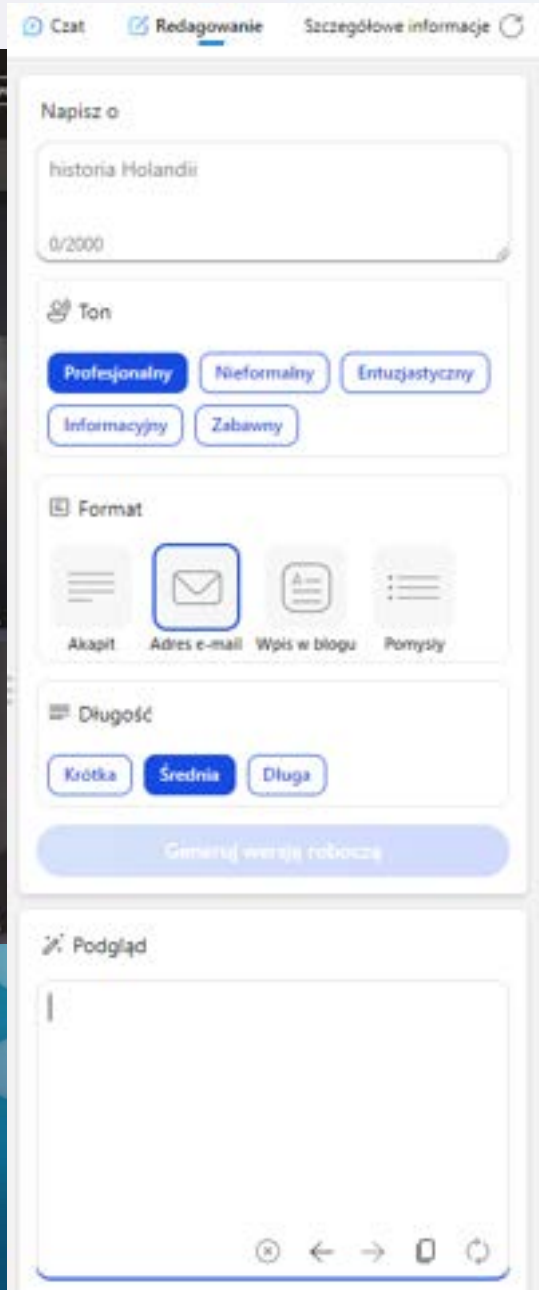 Czat Redagowanie Szczegółowe informacje
Napisz o
historia Holandii
0/2000
Ton
Profesjonalny Nieformalny Entuzjastyczny
Informacyjny Zabawny
Format
Akapit Adres e-mail Wpis w blogu Pomysły
Długość
Krótka Średnia Długa
Generuj wersję roboczą
Podgląd